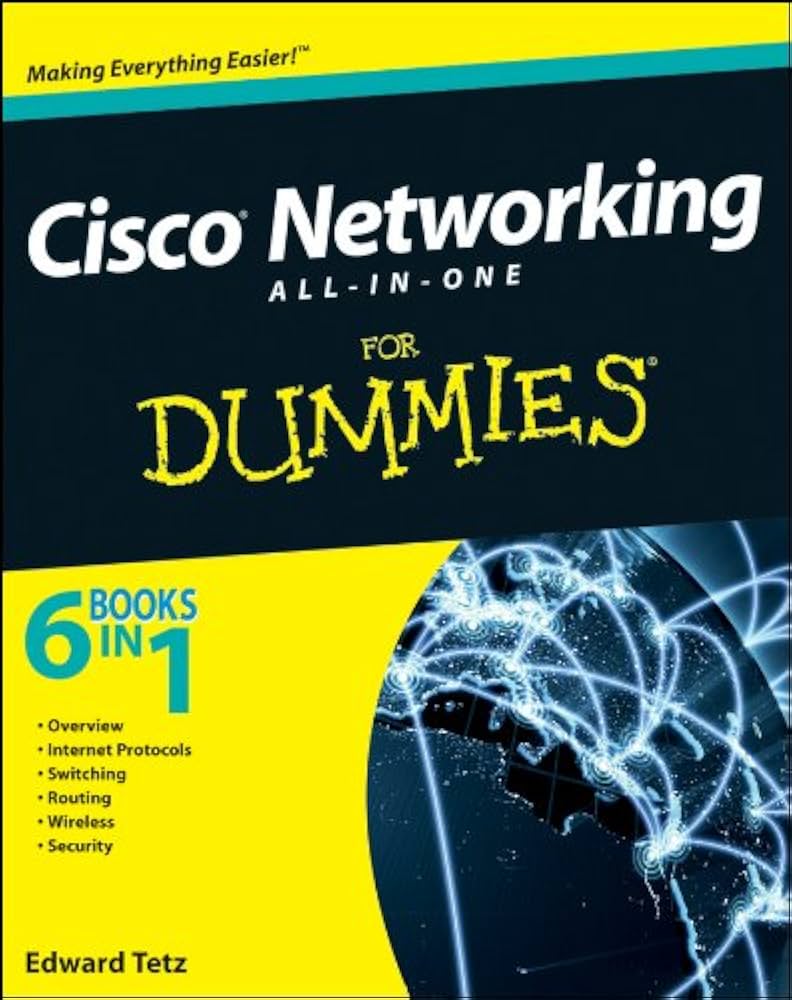 Making Everything Easier!™
Cisco® Networking
ALL-IN-ONE
FOR
DUMMIES®
6 BOOKS
IN 1
• Overview
• Internet Protocols
• Switching
• Routing
• Wireless
• Security
Edward Tetz